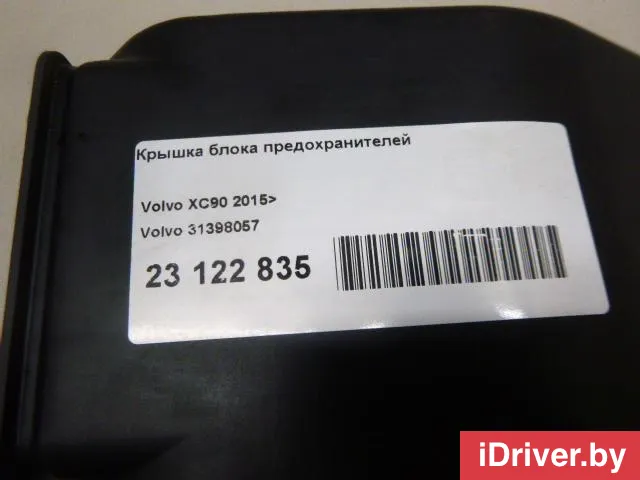 Крышка блока предохранителей
Volvo XC90 2015>
Volvo 31398057
23 122 835
iDriver.by